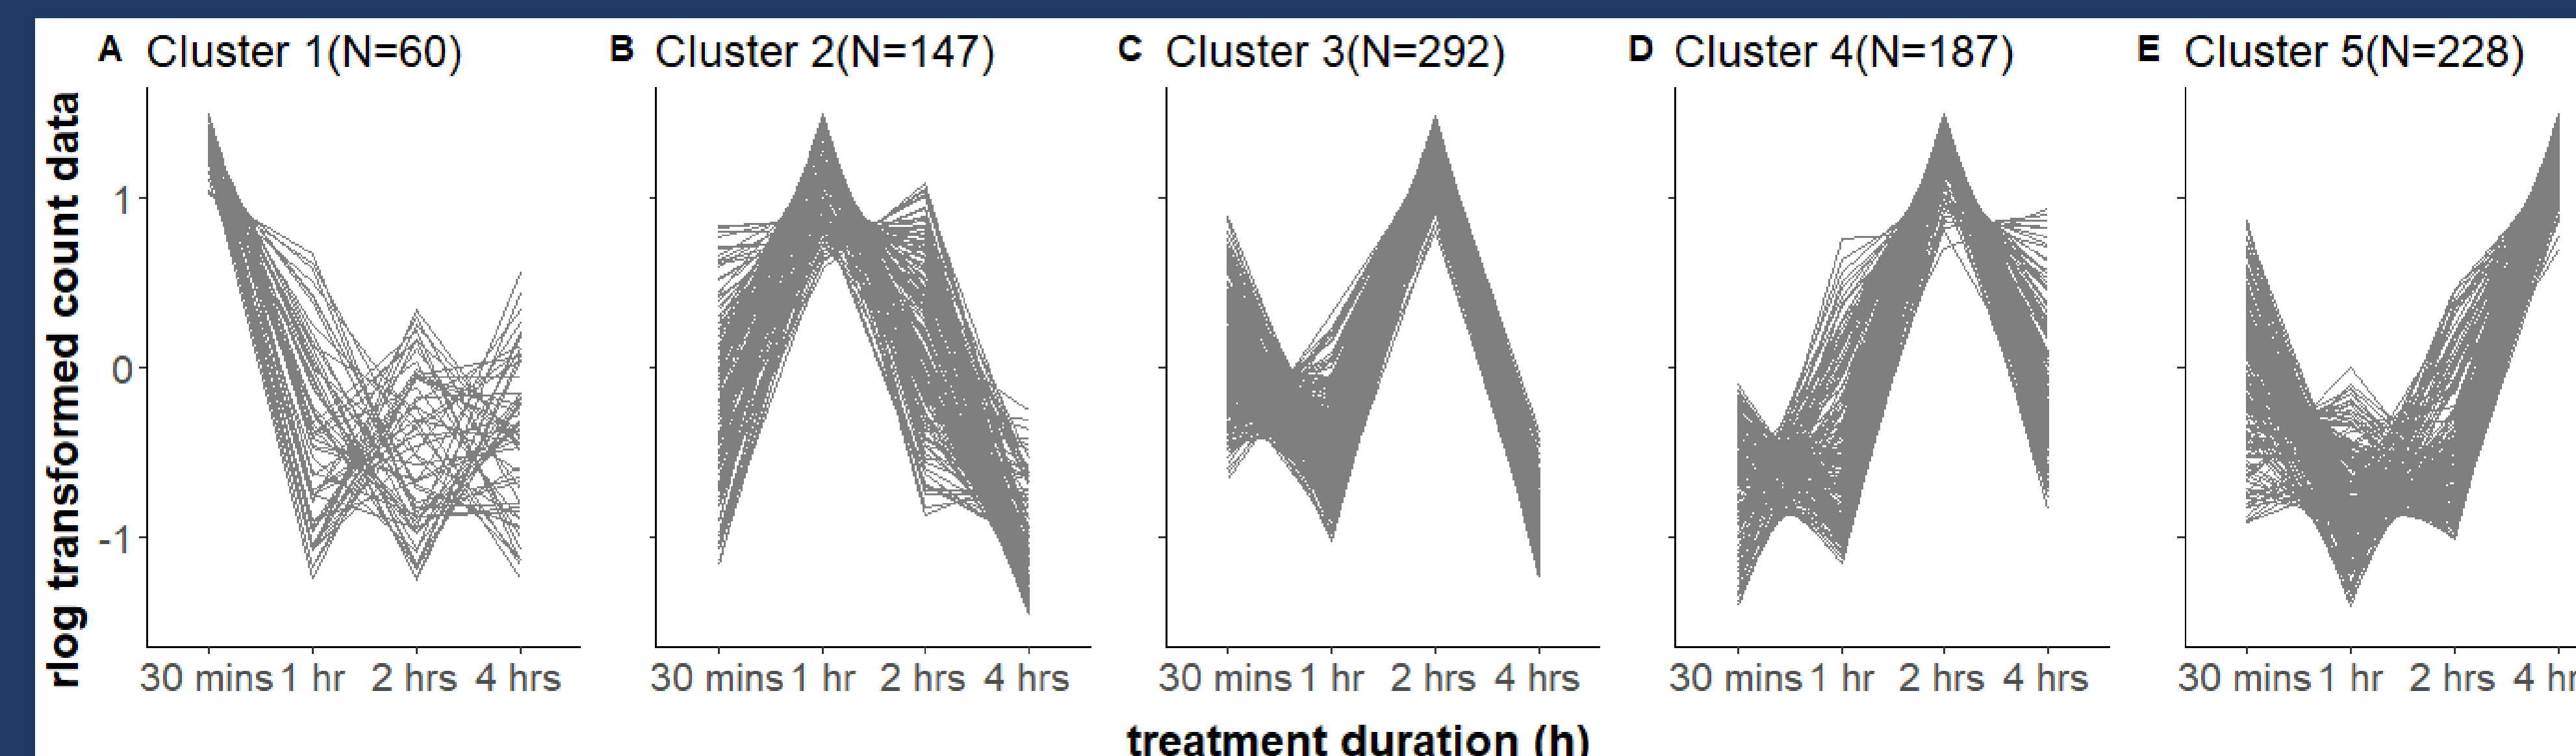 A Cluster 1(N=60)
B Cluster 2(N=147)
C Cluster 3(N=292)
D Cluster 4(N=187)
E Cluster 5(N=228)
rlog transformed count data
1
0
-1
30 mins 1 hr 2 hrs 4 hrs
30 mins 1 hr 2 hrs 4 hrs
30 mins 1 hr 2 hrs 4 hrs
30 mins 1 hr 2 hrs 4 hrs
30 mins 1 hr 2 hrs 4 hr
treatment duration (h)